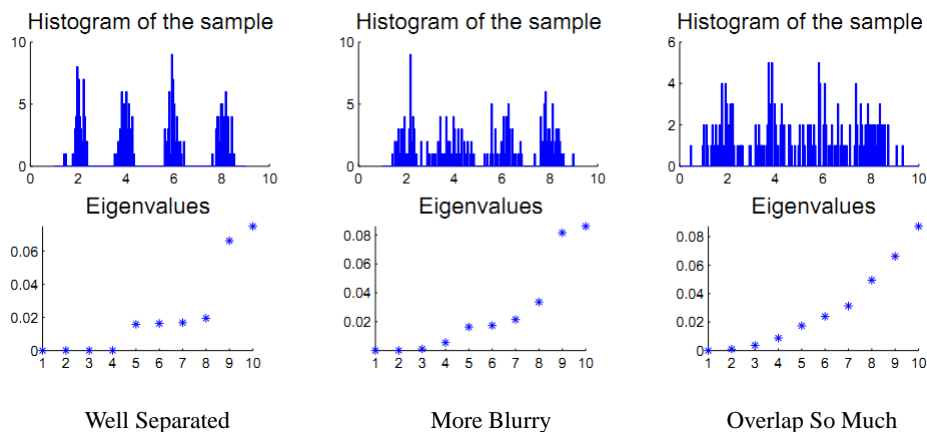 Histogram of the sample
Histogram of the sample
Histogram of the sample
10
5
0
0 2 4 6 8 10
10
5
0
0 2 4 6 8 10
6
4
2
0
0 2 4 6 8 10
Eigenvalues
Eigenvalues
Eigenvalues
0.06
0.04
0.02
0
1 2 3 4 5 6 7 8 9 10
0.08
0.06
0.04
0.02
1 2 3 4 5 6 7 8 9 10
0.08
0.06
0.04
0.02
1 2 3 4 5 6 7 8 9 10
Well Separated
More Blurry
Overlap So Much